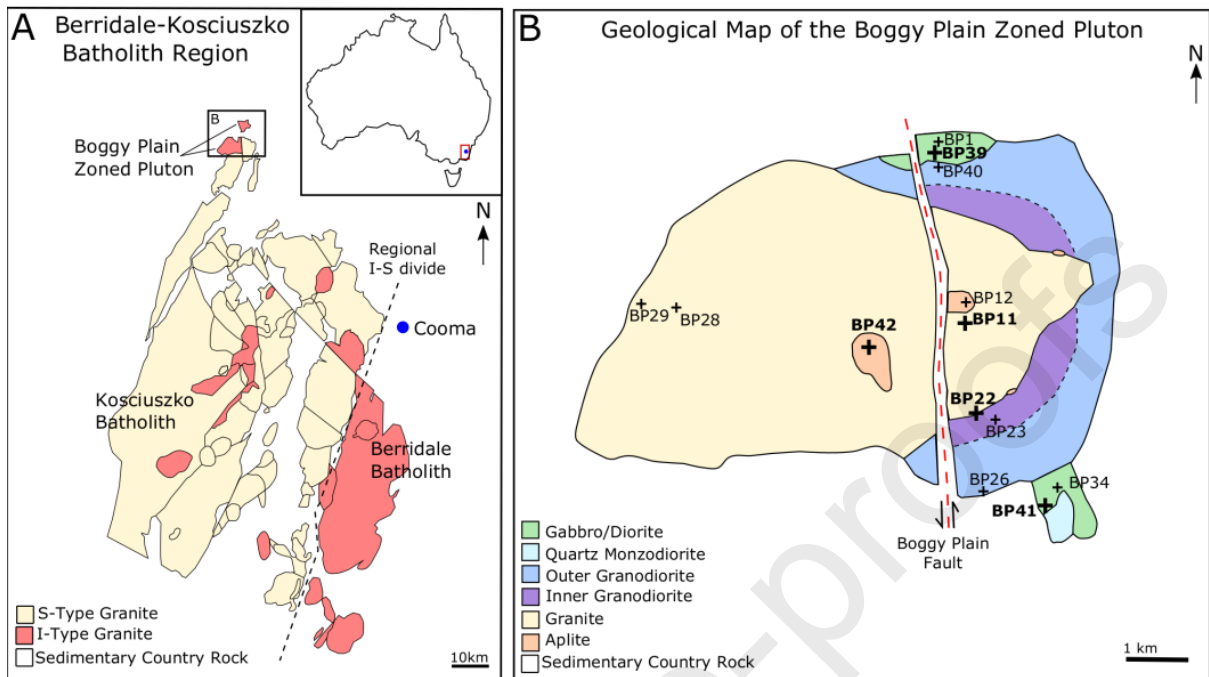 A
Berridale-Kosciuszko
Batholith Region
B
Boggy Plain
Zoned Pluton
N
Regional
I-S divide
Cooma
Kosciuszko
Batholith
Berridale
Batholith
S-Type Granite
I-Type Granite
Sedimentary Country Rock
10km
B
Geological Map of the Boggy Plain Zoned Pluton
N
BP1
BP39
BP40
BP29
BP28
BP12
BP11
BP42
BP22
BP23
BP26
BP34
BP41
Boggy Plain
Fault
Gabbro/Diorite
Quartz Monzodiorite
Outer Granodiorite
Inner Granodiorite
Granite
Aplite
Sedimentary Country Rock
1 km
-proofs